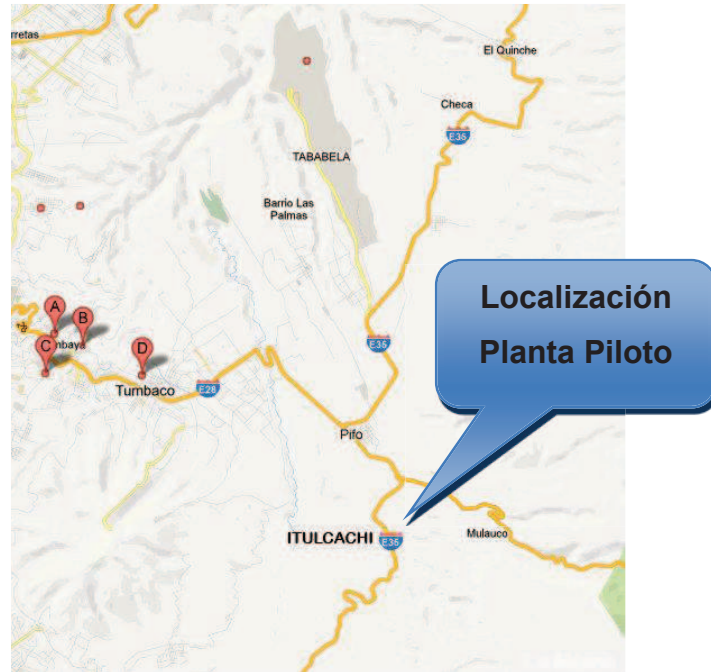 rretas
El Quinche
Checa
E35
TABABELA
Barrio Las
Palmas
Localización
Planta Piloto
A
B
mbaya
C
D
E35
Tumbaco
E28
Pifo
ITULCACHI
E35
Mulauco